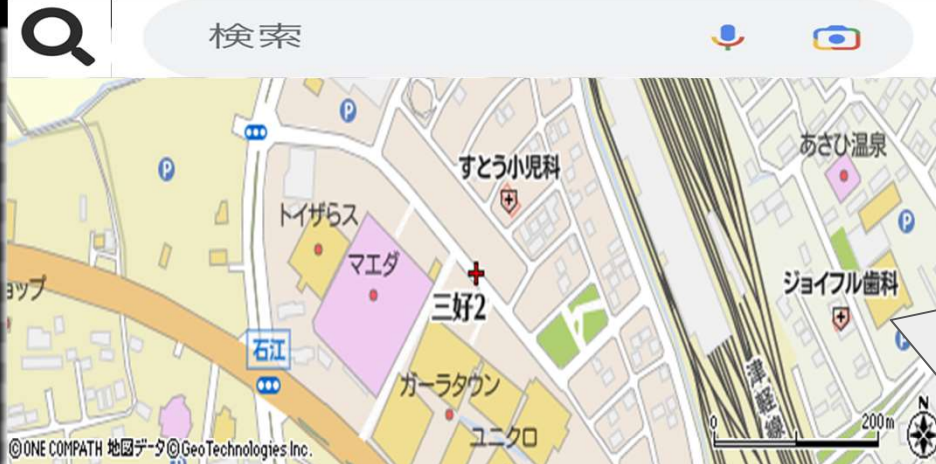 検索
P
P
あさひ温泉
すとう小児科
P
トイザらス
マエダ
ョップ
三好2
ジョイフル歯科
石江
ガーラタウン
津軽線
ユニクロ
0
200m
N
©ONE COMPATH 地図データ©GeoTechnologies Inc.